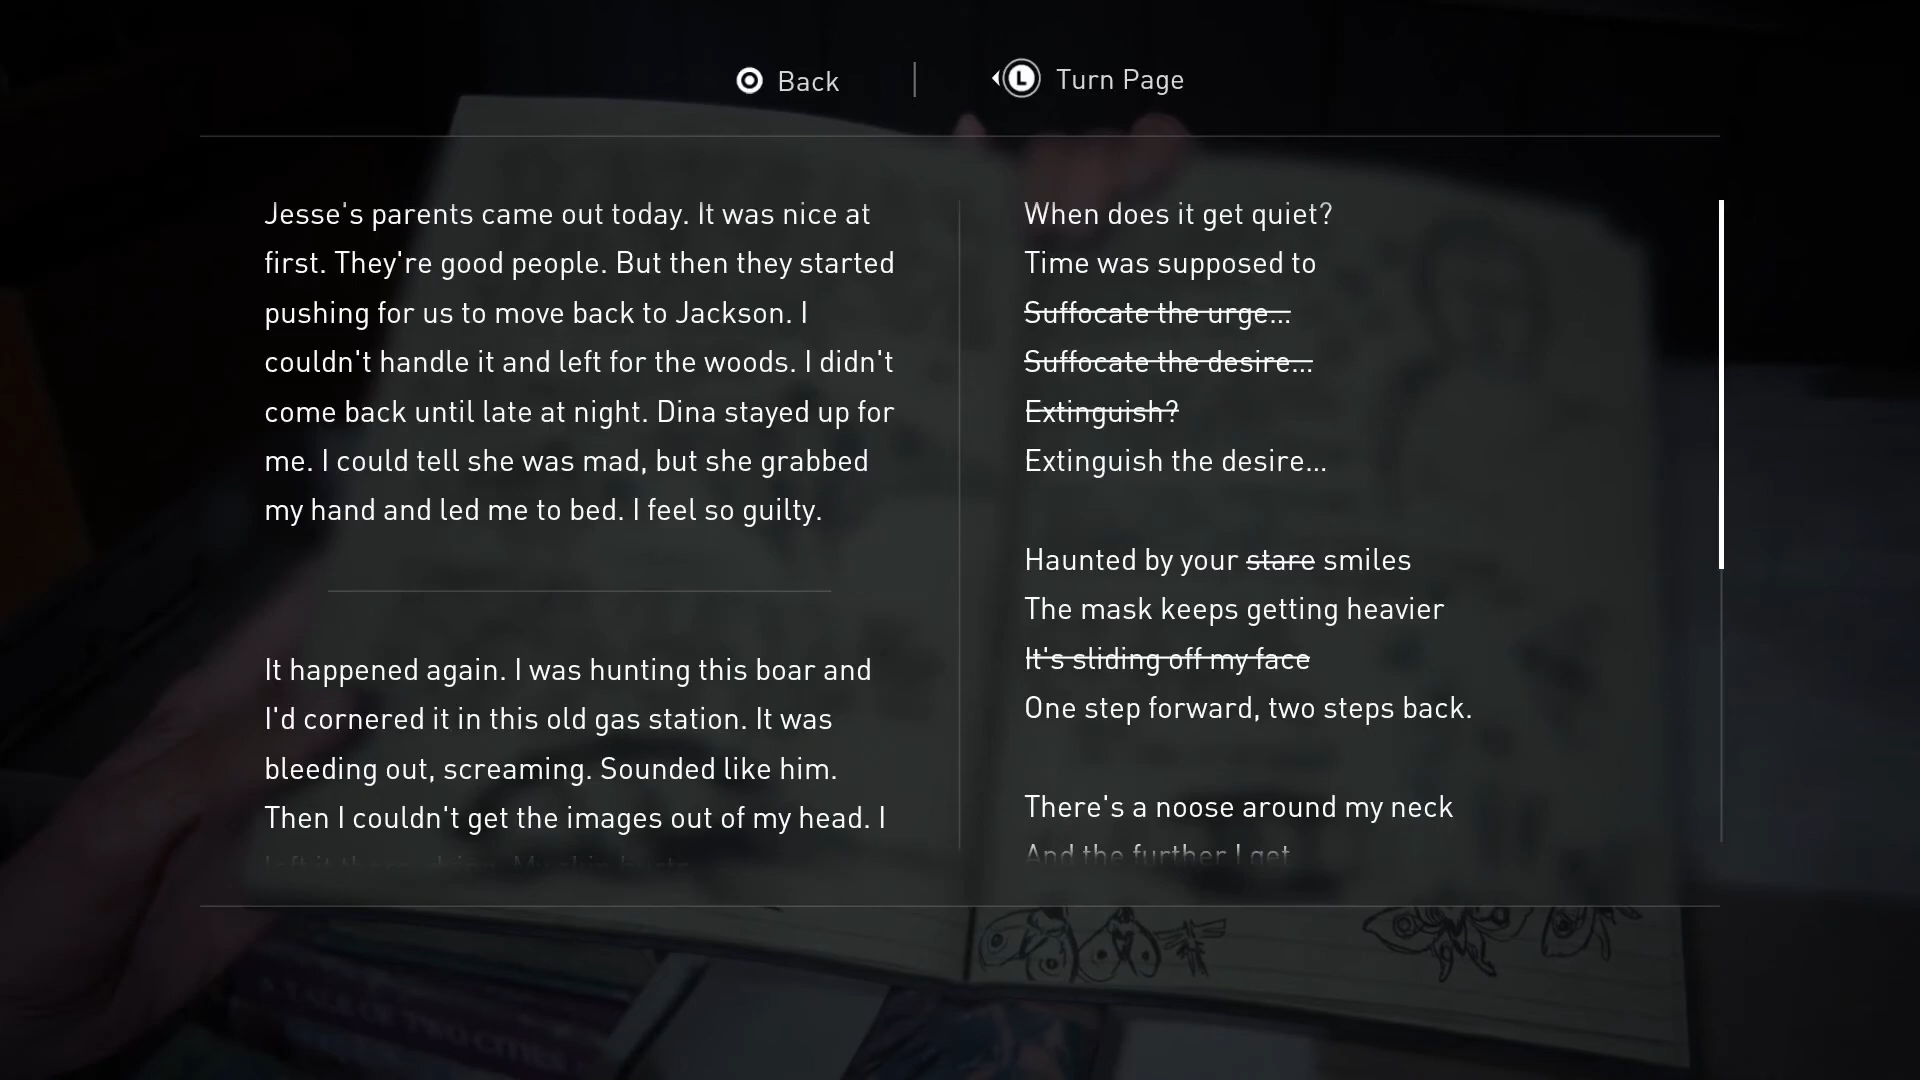 Back
L Turn Page
Jesse's parents came out today. It was nice at
first. They're good people. But then they started
pushing for us to move back to Jackson. I
couldn't handle it and left for the woods. I didn't
come back until late at night. Dina stayed up for
me. I could tell she was mad, but she grabbed
my hand and led me to bed. I feel so guilty.
It happened again. I was hunting this boar and
I'd cornered it in this old gas station. It was
bleeding out, screaming. Sounded like him.
Then I couldn't get the images out of my head. I
When does it get quiet?
Time was supposed to
Suffocate the urge...
Suffocate the desire...
Extinguish?
Extinguish the desire...
Haunted by your stare smiles
The mask keeps getting heavier
It's sliding off my face
One step forward, two steps back.
There's a noose around my neck
And the further I get
A TALE OF TWO CITIES